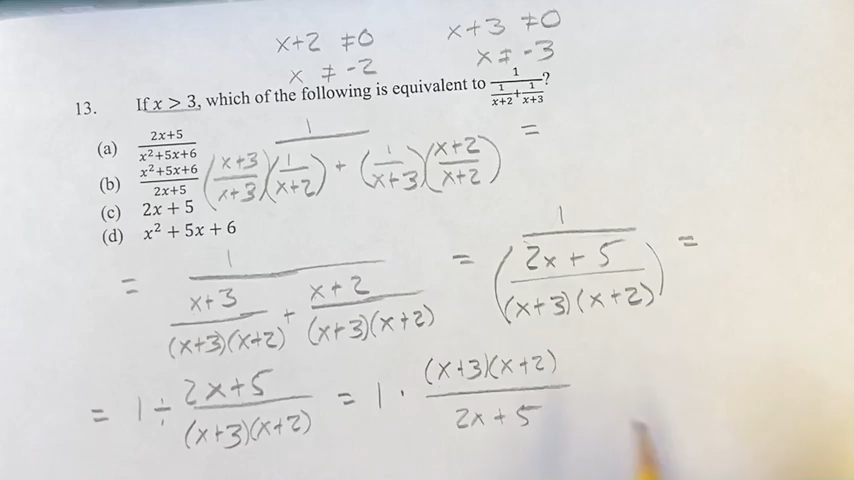 x+2 ≠0 x+3 ≠0
x ≠ -2 x ≠ -3
13. If x > 3, which of the following is equivalent to 1/(1/(x+2)+1/(x+3))?
(a) (2x+5)/(x²+5x+6)
(b) (x²+5x+6)/(2x+5)
(c) 2x + 5
(d) x² + 5x + 6
1/(((x+3)/(x+3))(1/(x+2)) + (1/(x+3))((x+2)/(x+2))) =
= 1/((x+3)/((x+3)(x+2)) + (x+2)/((x+3)(x+2))) = 1/((2x+5)/((x+3)(x+2))) =
= 1 ÷ (2x+5)/((x+3)(x+2)) = 1 · ((x+3)(x+2))/(2x+5)